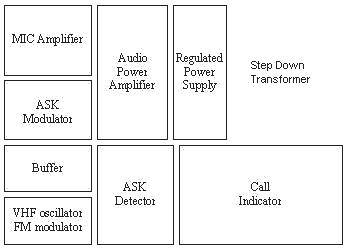 MIC Amplifier
Audio
Power
Amplifier
Regulated
Power
Supply
Step Down
Transformer
ASK
Modulator
Buffer
VHF oscillator
FM modulator
ASK
Detector
Call
Indicator